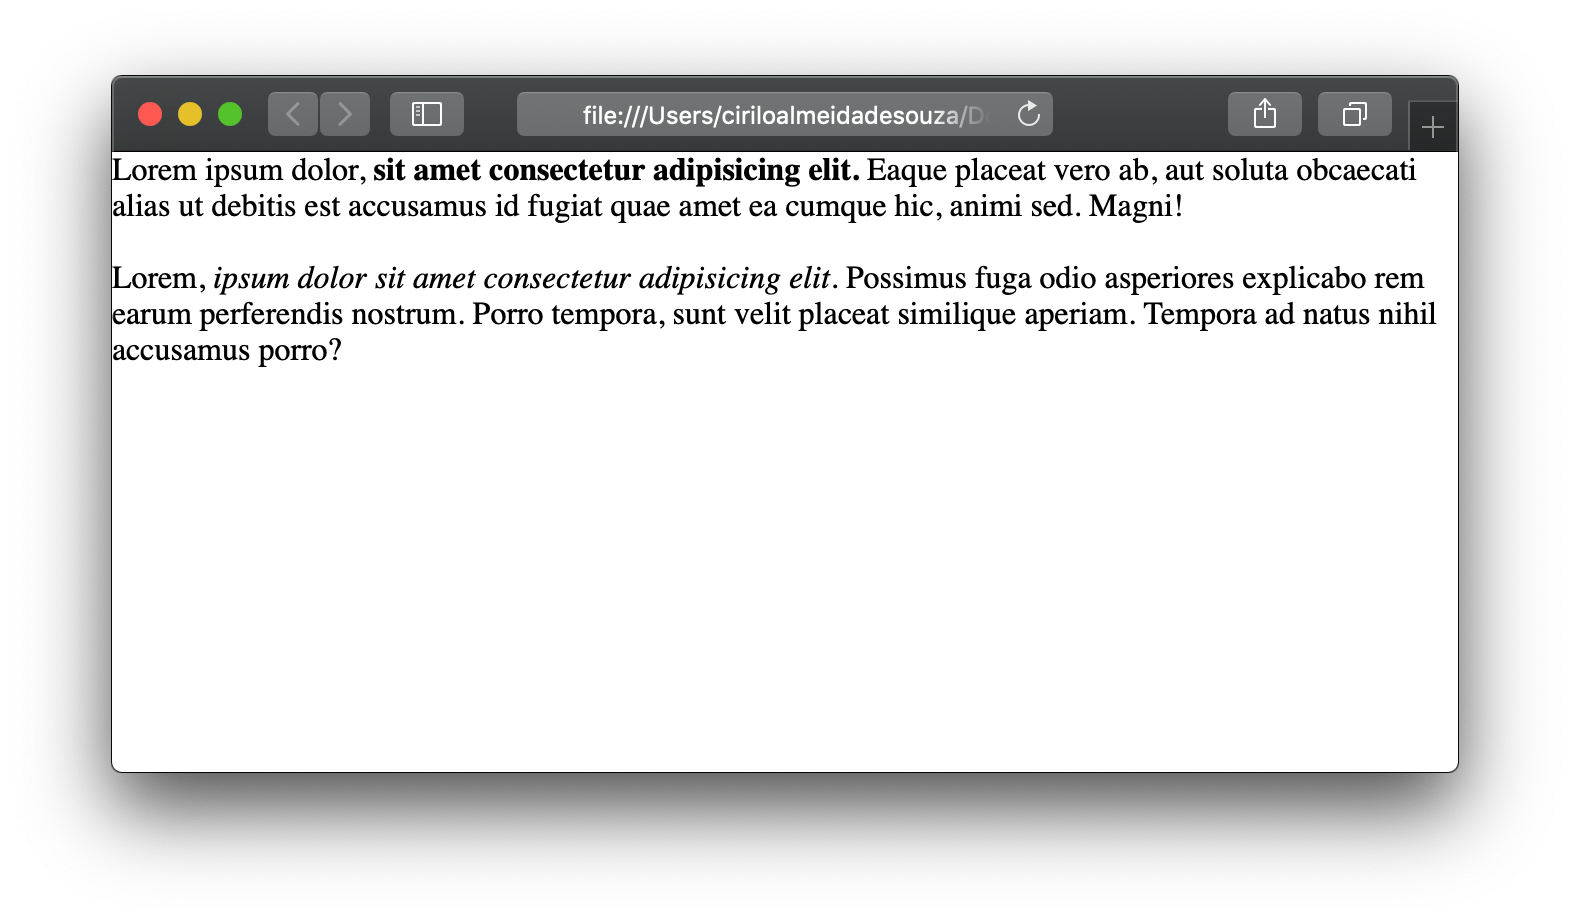 file:///Users/ciriloalmeidadesouza/D
Lorem ipsum dolor, sit amet consectetur adipisicing elit. Eaque placeat vero ab, aut soluta obcaecati
alias ut debitis est accusamus id fugiat quae amet ea cumque hic, animi sed. Magni!
Lorem, ipsum dolor sit amet consectetur adipisicing elit. Possimus fuga odio asperiores explicabo rem
earum perferendis nostrum. Porro tempora, sunt velit placeat similique aperiam. Tempora ad natus nihil
accusamus porro?